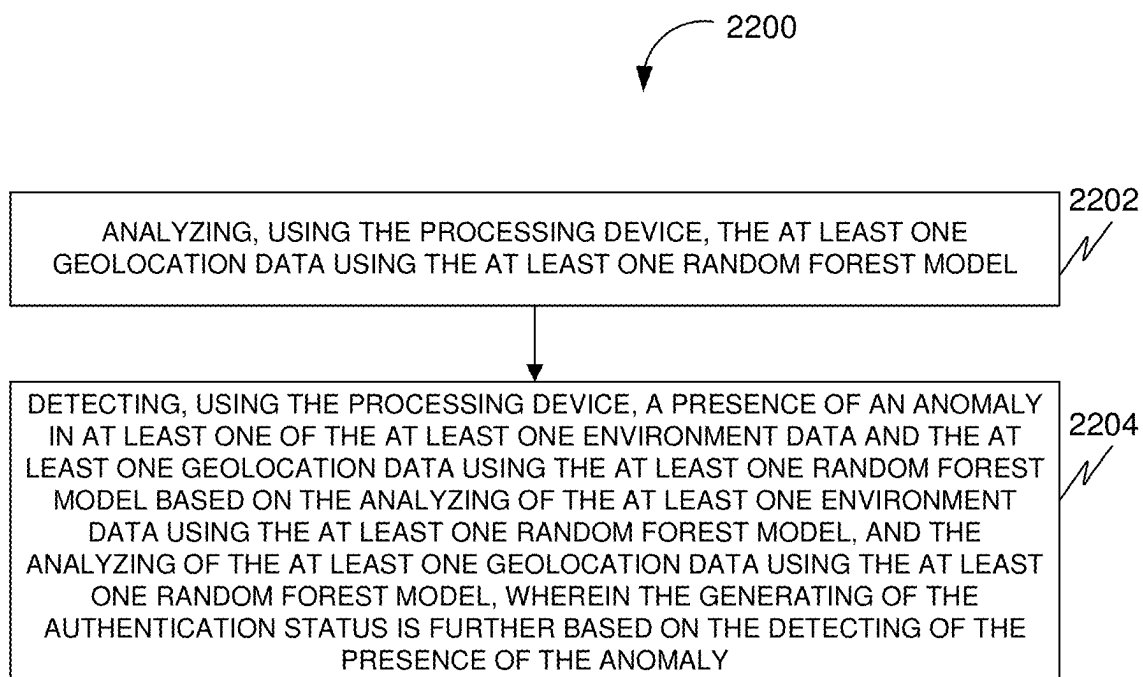 2200
2202
ANALYZING, USING THE PROCESSING DEVICE, THE AT LEAST ONE
GEOLOCATION DATA USING THE AT LEAST ONE RANDOM FOREST MODEL
2204
DETECTING, USING THE PROCESSING DEVICE, A PRESENCE OF AN ANOMALY
IN AT LEAST ONE OF THE AT LEAST ONE ENVIRONMENT DATA AND THE AT
LEAST ONE GEOLOCATION DATA USING THE AT LEAST ONE RANDOM FOREST
MODEL BASED ON THE ANALYZING OF THE AT LEAST ONE ENVIRONMENT
DATA USING THE AT LEAST ONE RANDOM FOREST MODEL, AND THE
ANALYZING OF THE AT LEAST ONE GEOLOCATION DATA USING THE AT LEAST
ONE RANDOM FOREST MODEL, WHEREIN THE GENERATING OF THE
AUTHENTICATION STATUS IS FURTHER BASED ON THE DETECTING OF THE
PRESENCE OF THE ANOMALY